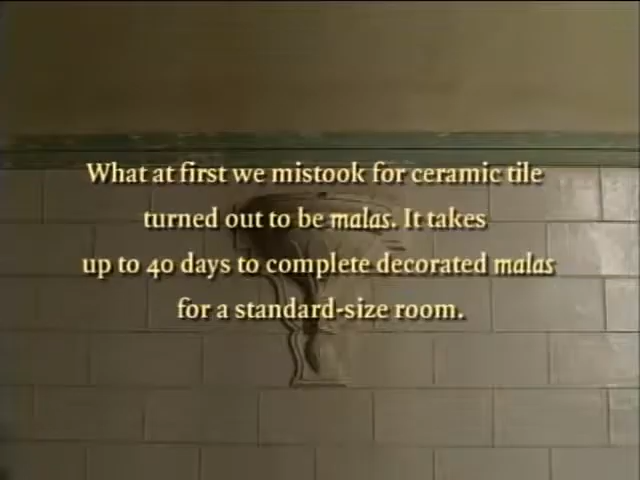 What at first we mistook for ceramic tile
turned out to be malas. It takes
up to 40 days to complete decorated malas
for a standard-size room.